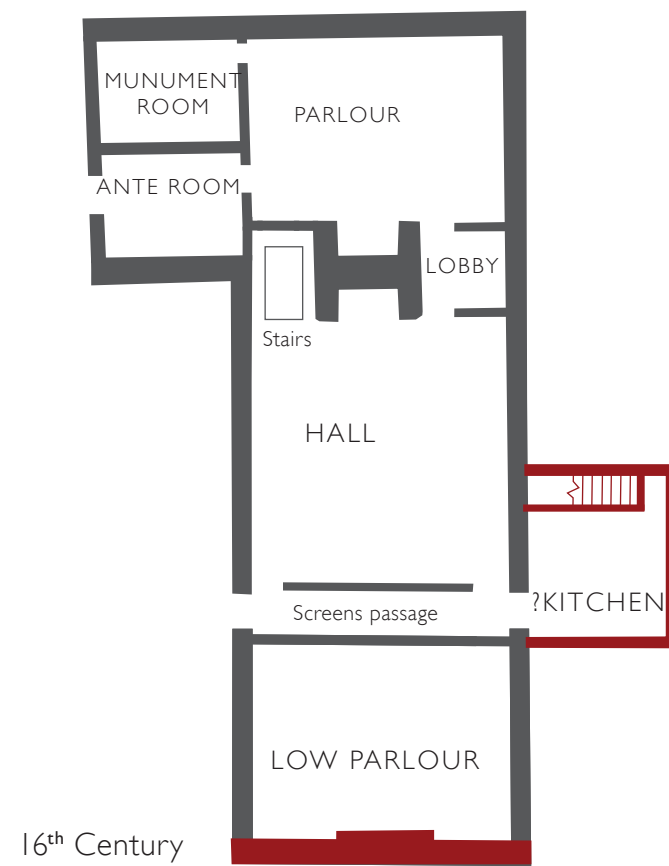 MUNUMENT
ROOM
PARLOUR
ANTE ROOM
LOBBY
Stairs
HALL
?KITCHEN
Screens passage
LOW PARLOUR
16th Century